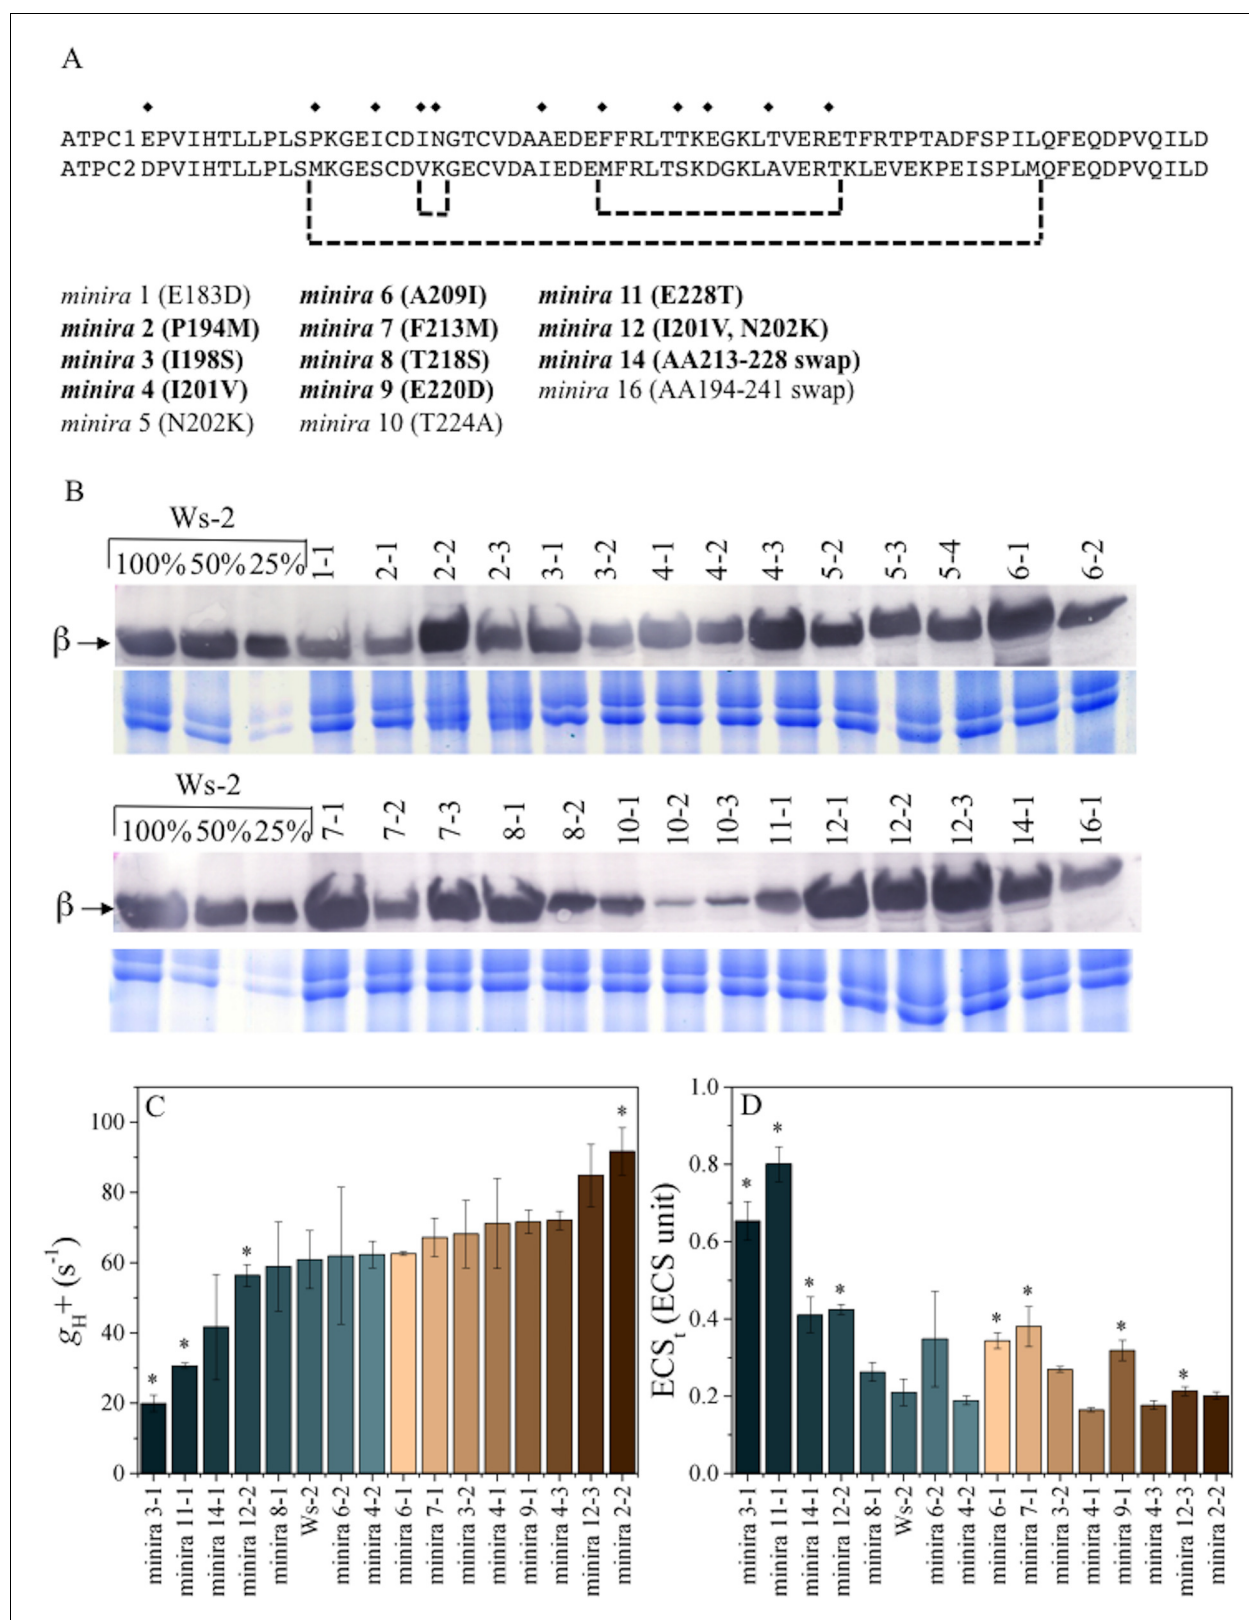 A
ATPC1EPVIHTLLPLSPKGEICDINGTCVDAAEDEFFRLTTKEGKLTVERETFRTPTADFSPILQFEQDPVQILD
ATPC2DPVIHTLLPLSMKGESCDVKGECVDAIEDEMFRLTSKDGKLAVERTKLEVEKPEISPLMQFEQDPVQILD
minira 1 (E183D) minira 6 (A209I) minira 11 (E228T)
minira 2 (P194M) minira 7 (F213M) minira 12 (I201V, N202K)
minira 3 (I198S) minira 8 (T218S) minira 14 (AA213-228 swap)
minira 4 (I201V) minira 9 (E220D) minira 16 (AA194-241 swap)
minira 5 (N202K) minira 10 (T224A)
B
Ws-2
100% 50% 25% 1-1 2-1 2-2 2-3 3-1 3-2 4-1 4-2 4-3 5-2 5-3 5-4 6-1 6-2
β
Ws-2
100% 50% 25% 7-1 7-2 7-3 8-1 8-2 10-1 10-2 10-3 11-1 12-1 12-2 12-3 14-1 16-1
β
C
gH+ (s-1)
100
80
60
40
20
0
* * * *
minira 3-1
minira 11-1
minira 14-1
minira 12-2
minira 8-1
Ws-2
minira 6-2
minira 4-2
minira 6-1
minira 7-1
minira 3-2
minira 4-1
minira 9-1
minira 4-3
minira 12-3
minira 2-2
D
ECSt (ECS unit)
1.0
0.8
0.6
0.4
0.2
0.0
* * * * * * * *
minira 3-1
minira 11-1
minira 14-1
minira 12-2
minira 8-1
Ws-2
minira 6-2
minira 4-2
minira 6-1
minira 7-1
minira 3-2
minira 4-1
minira 9-1
minira 4-3
minira 12-3
minira 2-2